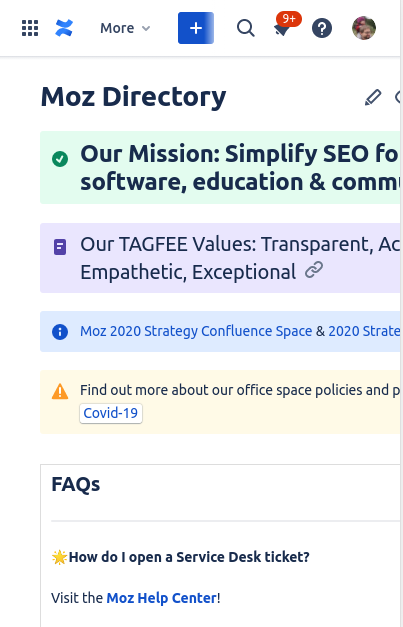 More
9+
Moz Directory
Our Mission: Simplify SEO fo
software, education & comm
Our TAGFEE Values: Transparent, Ac
Empathetic, Exceptional
Moz 2020 Strategy Confluence Space & 2020 Strate
Find out more about our office space policies and p
Covid-19
FAQs
🌟How do I open a Service Desk ticket?
Visit the Moz Help Center!